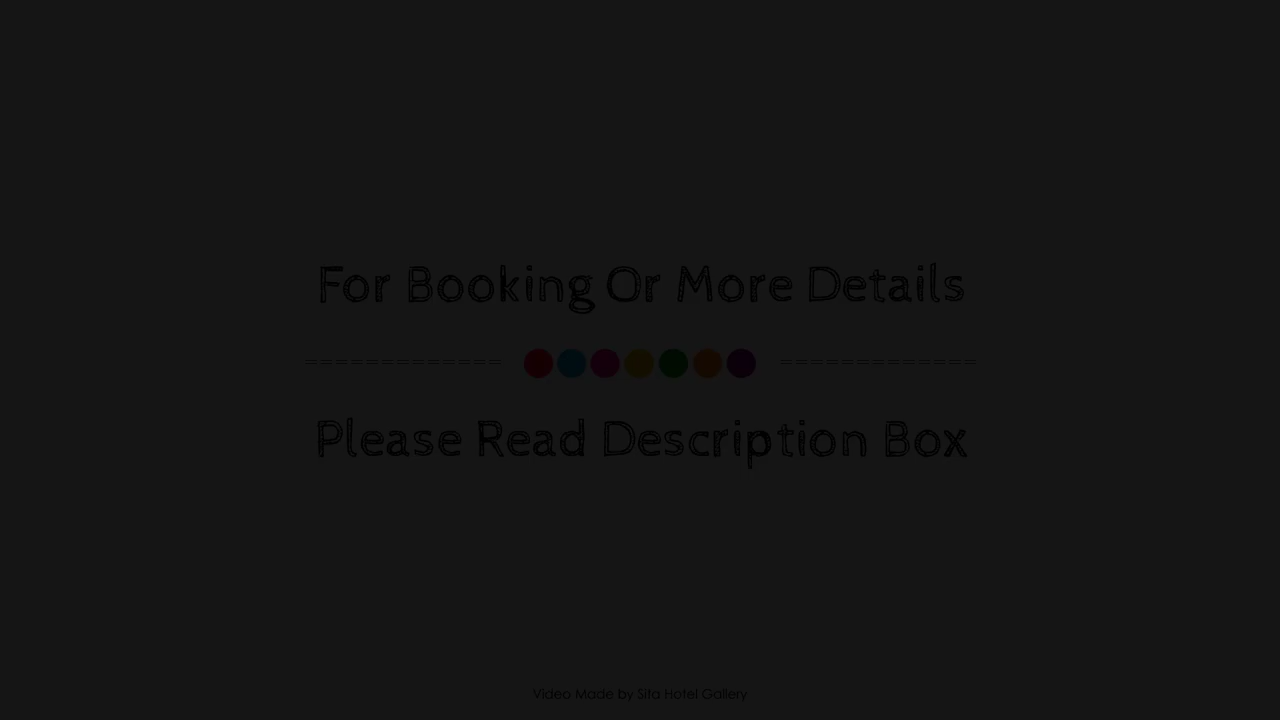 For Booking Or More Details
============= =============
Please Read Description Box
Video Made by Sita Hotel Gallery